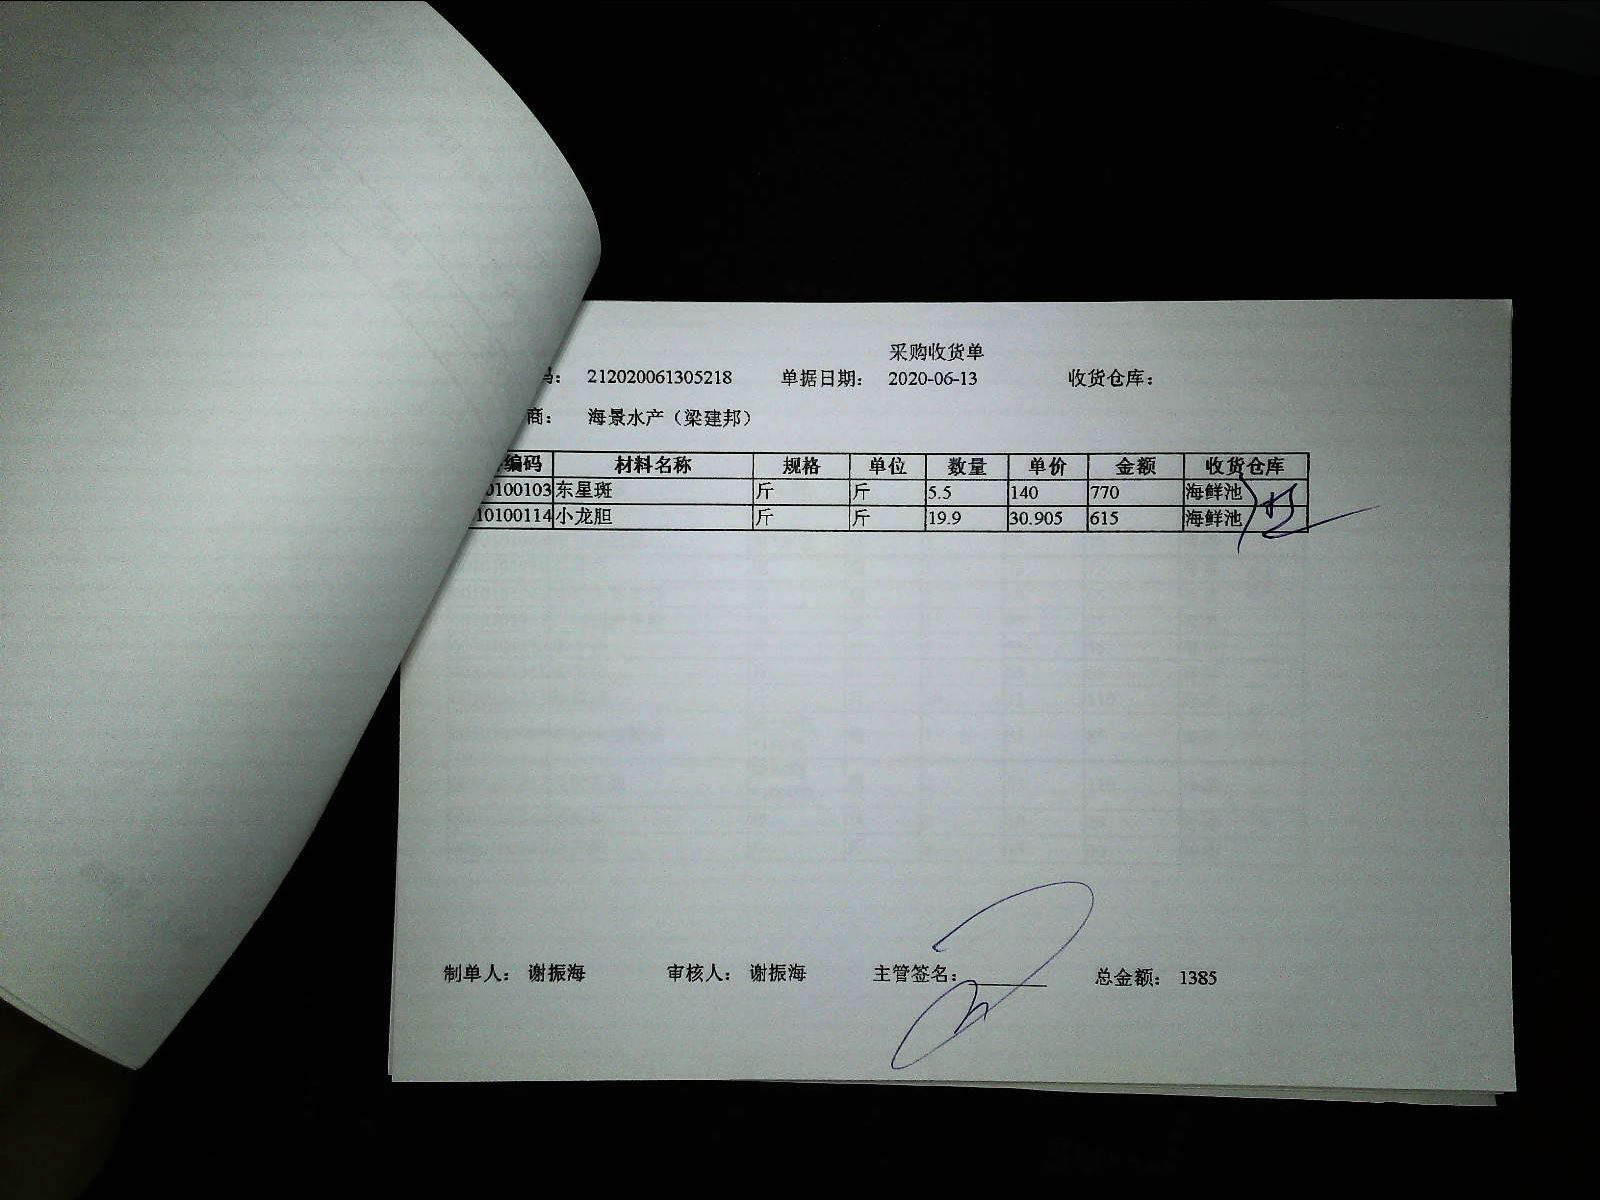 采购收货单
码： 212020061305218 单据日期： 2020-06-13 收货仓库：
商： 海景水产（梁建邦）
编码 材料名称 规格 单位 数量 单价 金额 收货仓库
0100103 东星斑 斤 斤 5.5 140 770 海鲜池
10100114 小龙胆 斤 斤 19.9 30.905 615 海鲜池
制单人： 谢振海 审核人： 谢振海 主管签名： 总金额： 1385